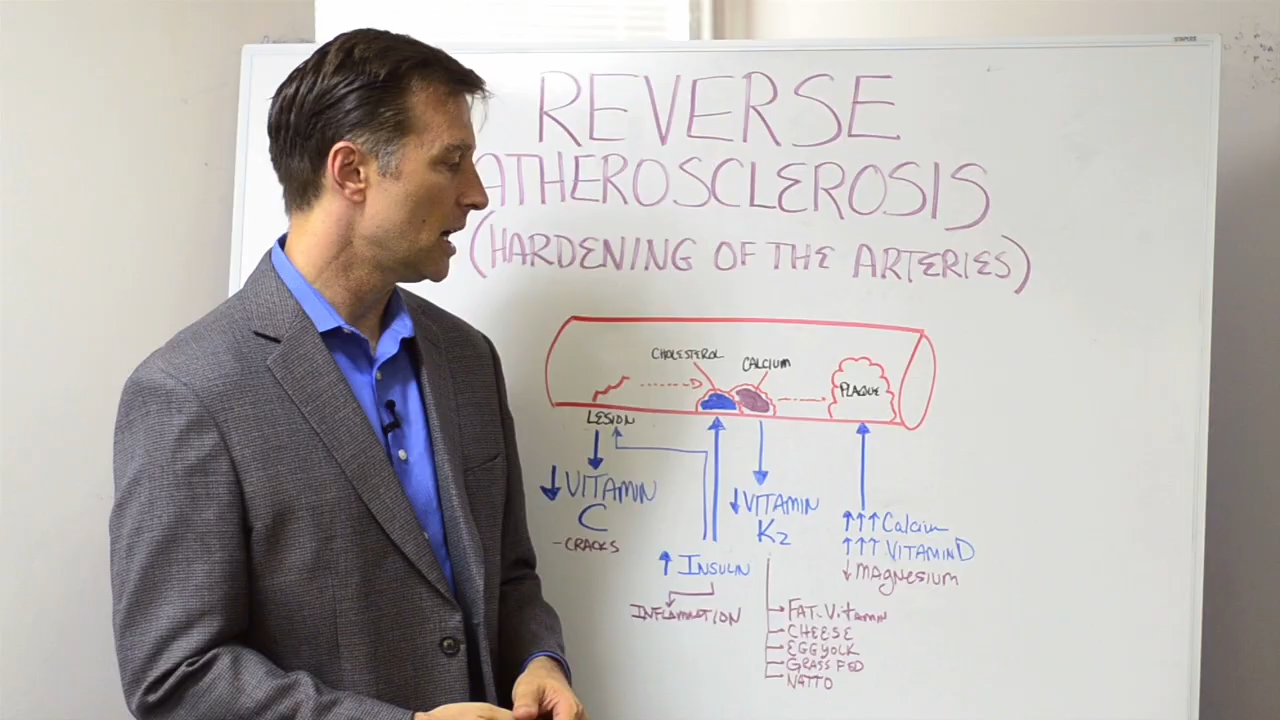 STAPLES
REVERSE
ATHEROSCLEROSIS
(HARDENING OF THE ARTERIES)
CHOLESTEROL
CALCIUM
PLAQUE
LESION
↓ VITAMIN
C
- CRACKS
↑ INSULIN
INFLAMMATION
↓ VITAMIN
K2
FAT-Vitamin
CHEESE
EGG YOLK
GRASS FED
NATTO
↑↑↑ Calcium
↑↑↑ VITAMIN D
↓ MAGNESIUM